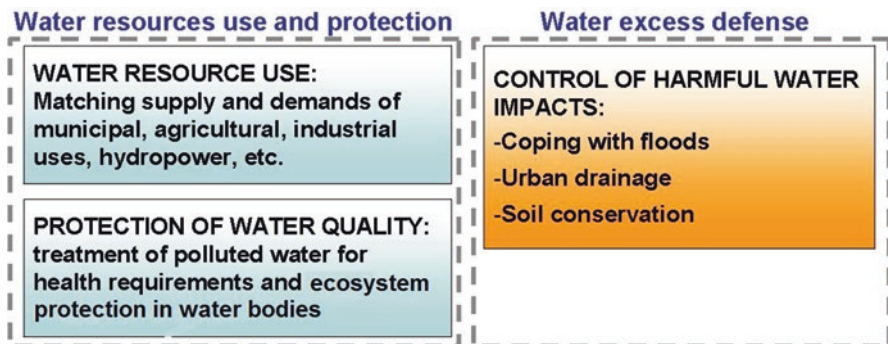 Water resources use and protection
WATER RESOURCE USE:
Matching supply and demands of
municipal, agricultural, industrial
uses, hydropower, etc.
PROTECTION OF WATER QUALITY:
treatment of polluted water for
health requirements and ecosystem
protection in water bodies
Water excess defense
CONTROL OF HARMFUL WATER
IMPACTS:
-Coping with floods
-Urban drainage
-Soil conservation